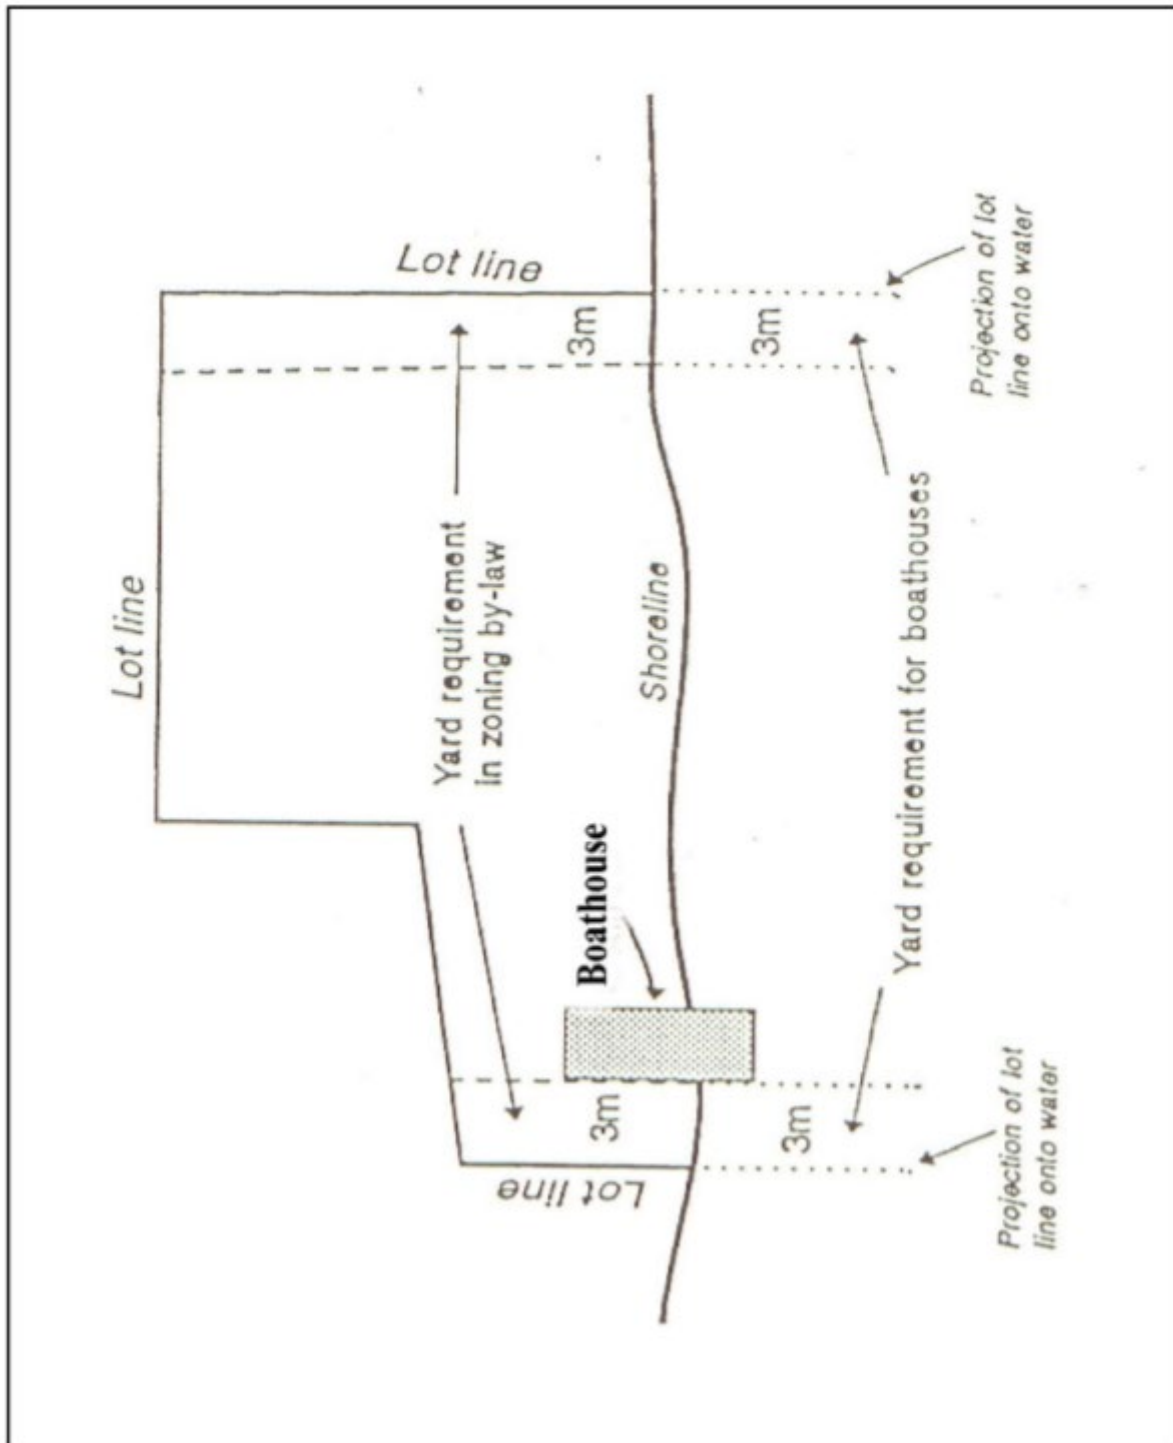 Lot line
Lot line
3m
3m
Projection of lot
line onto water
Yard requirement
in zoning by-law
Shoreline
Yard requirement for boathouses
Boathouse
3m
3m
Lot line
Projection of lot
line onto water